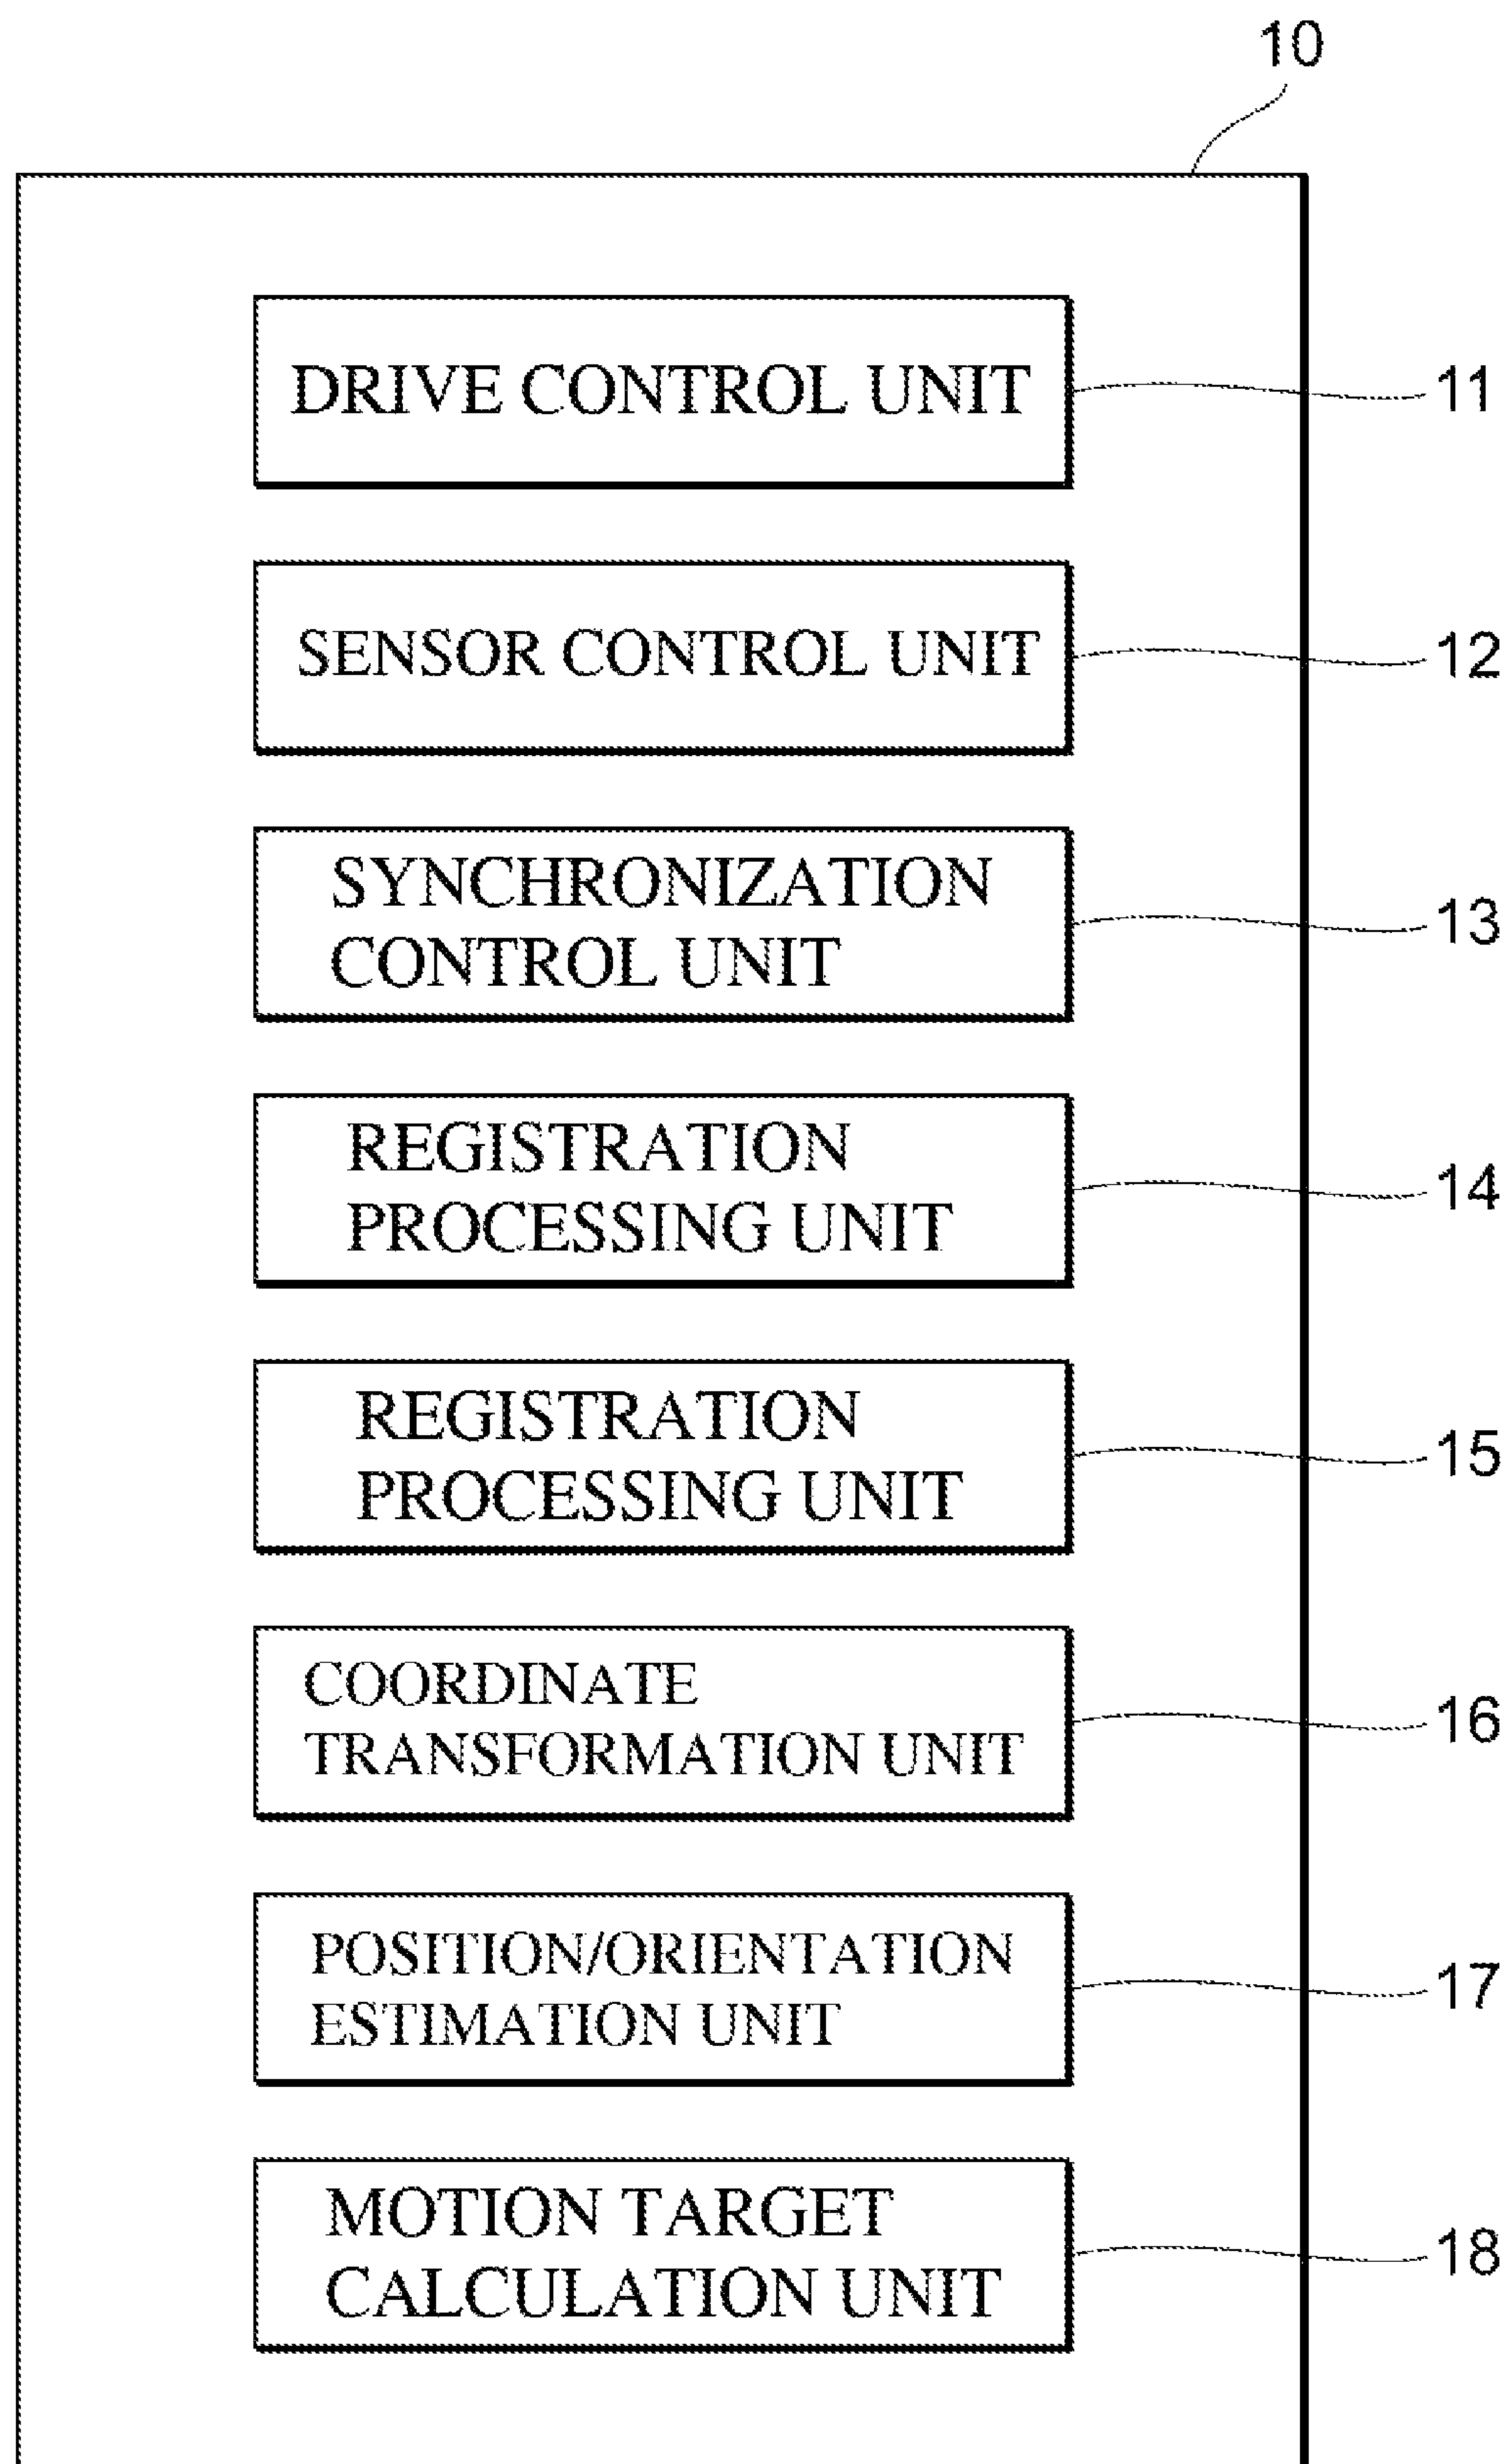 10
DRIVE CONTROL UNIT
11
SENSOR CONTROL UNIT
12
SYNCHRONIZATION
CONTROL UNIT
13
REGISTRATION
PROCESSING UNIT
14
REGISTRATION
PROCESSING UNIT
15
COORDINATE
TRANSFORMATION UNIT
16
POSITION/ORIENTATION
ESTIMATION UNIT
17
MOTION TARGET
CALCULATION UNIT
18